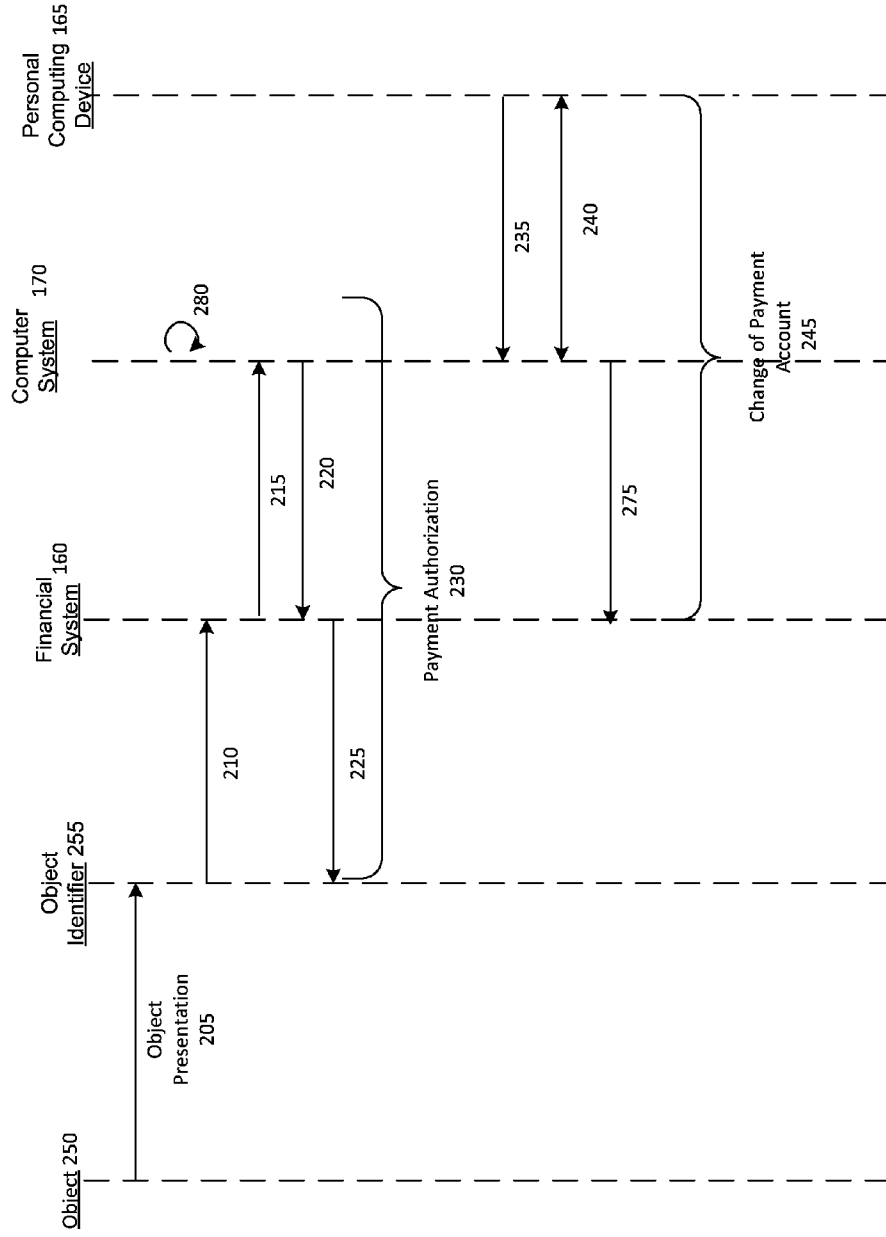 Object 250
Object
Identifier 255
Financial
System 160
Computer
System 170
Personal
Computing 165
Device
Object
Presentation
205
210
215
280
220
225
Payment Authorization
230
235
240
275
Change of Payment
Account
245